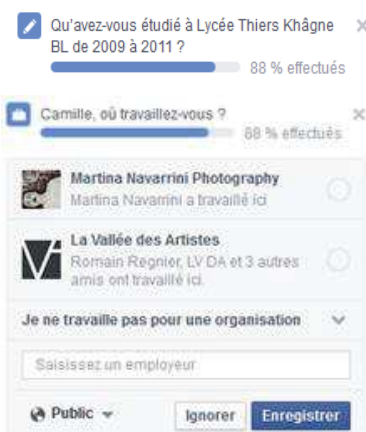 Qu'avez-vous étudié à Lycée Thiers Khâgne
BL de 2009 à 2011 ?
88 % effectués
Camille, où travaillez-vous ?
88 % effectués
Martina Navarrini Photography
Martina Navarrini a travaillé ici
La Vallée des Artistes
Romain Regnier, LV DA et 3 autres
amis ont travaillé ici.
Je ne travaille pas pour une organisation
Saisissez un employeur
Public
Ignorer
Enregistrer